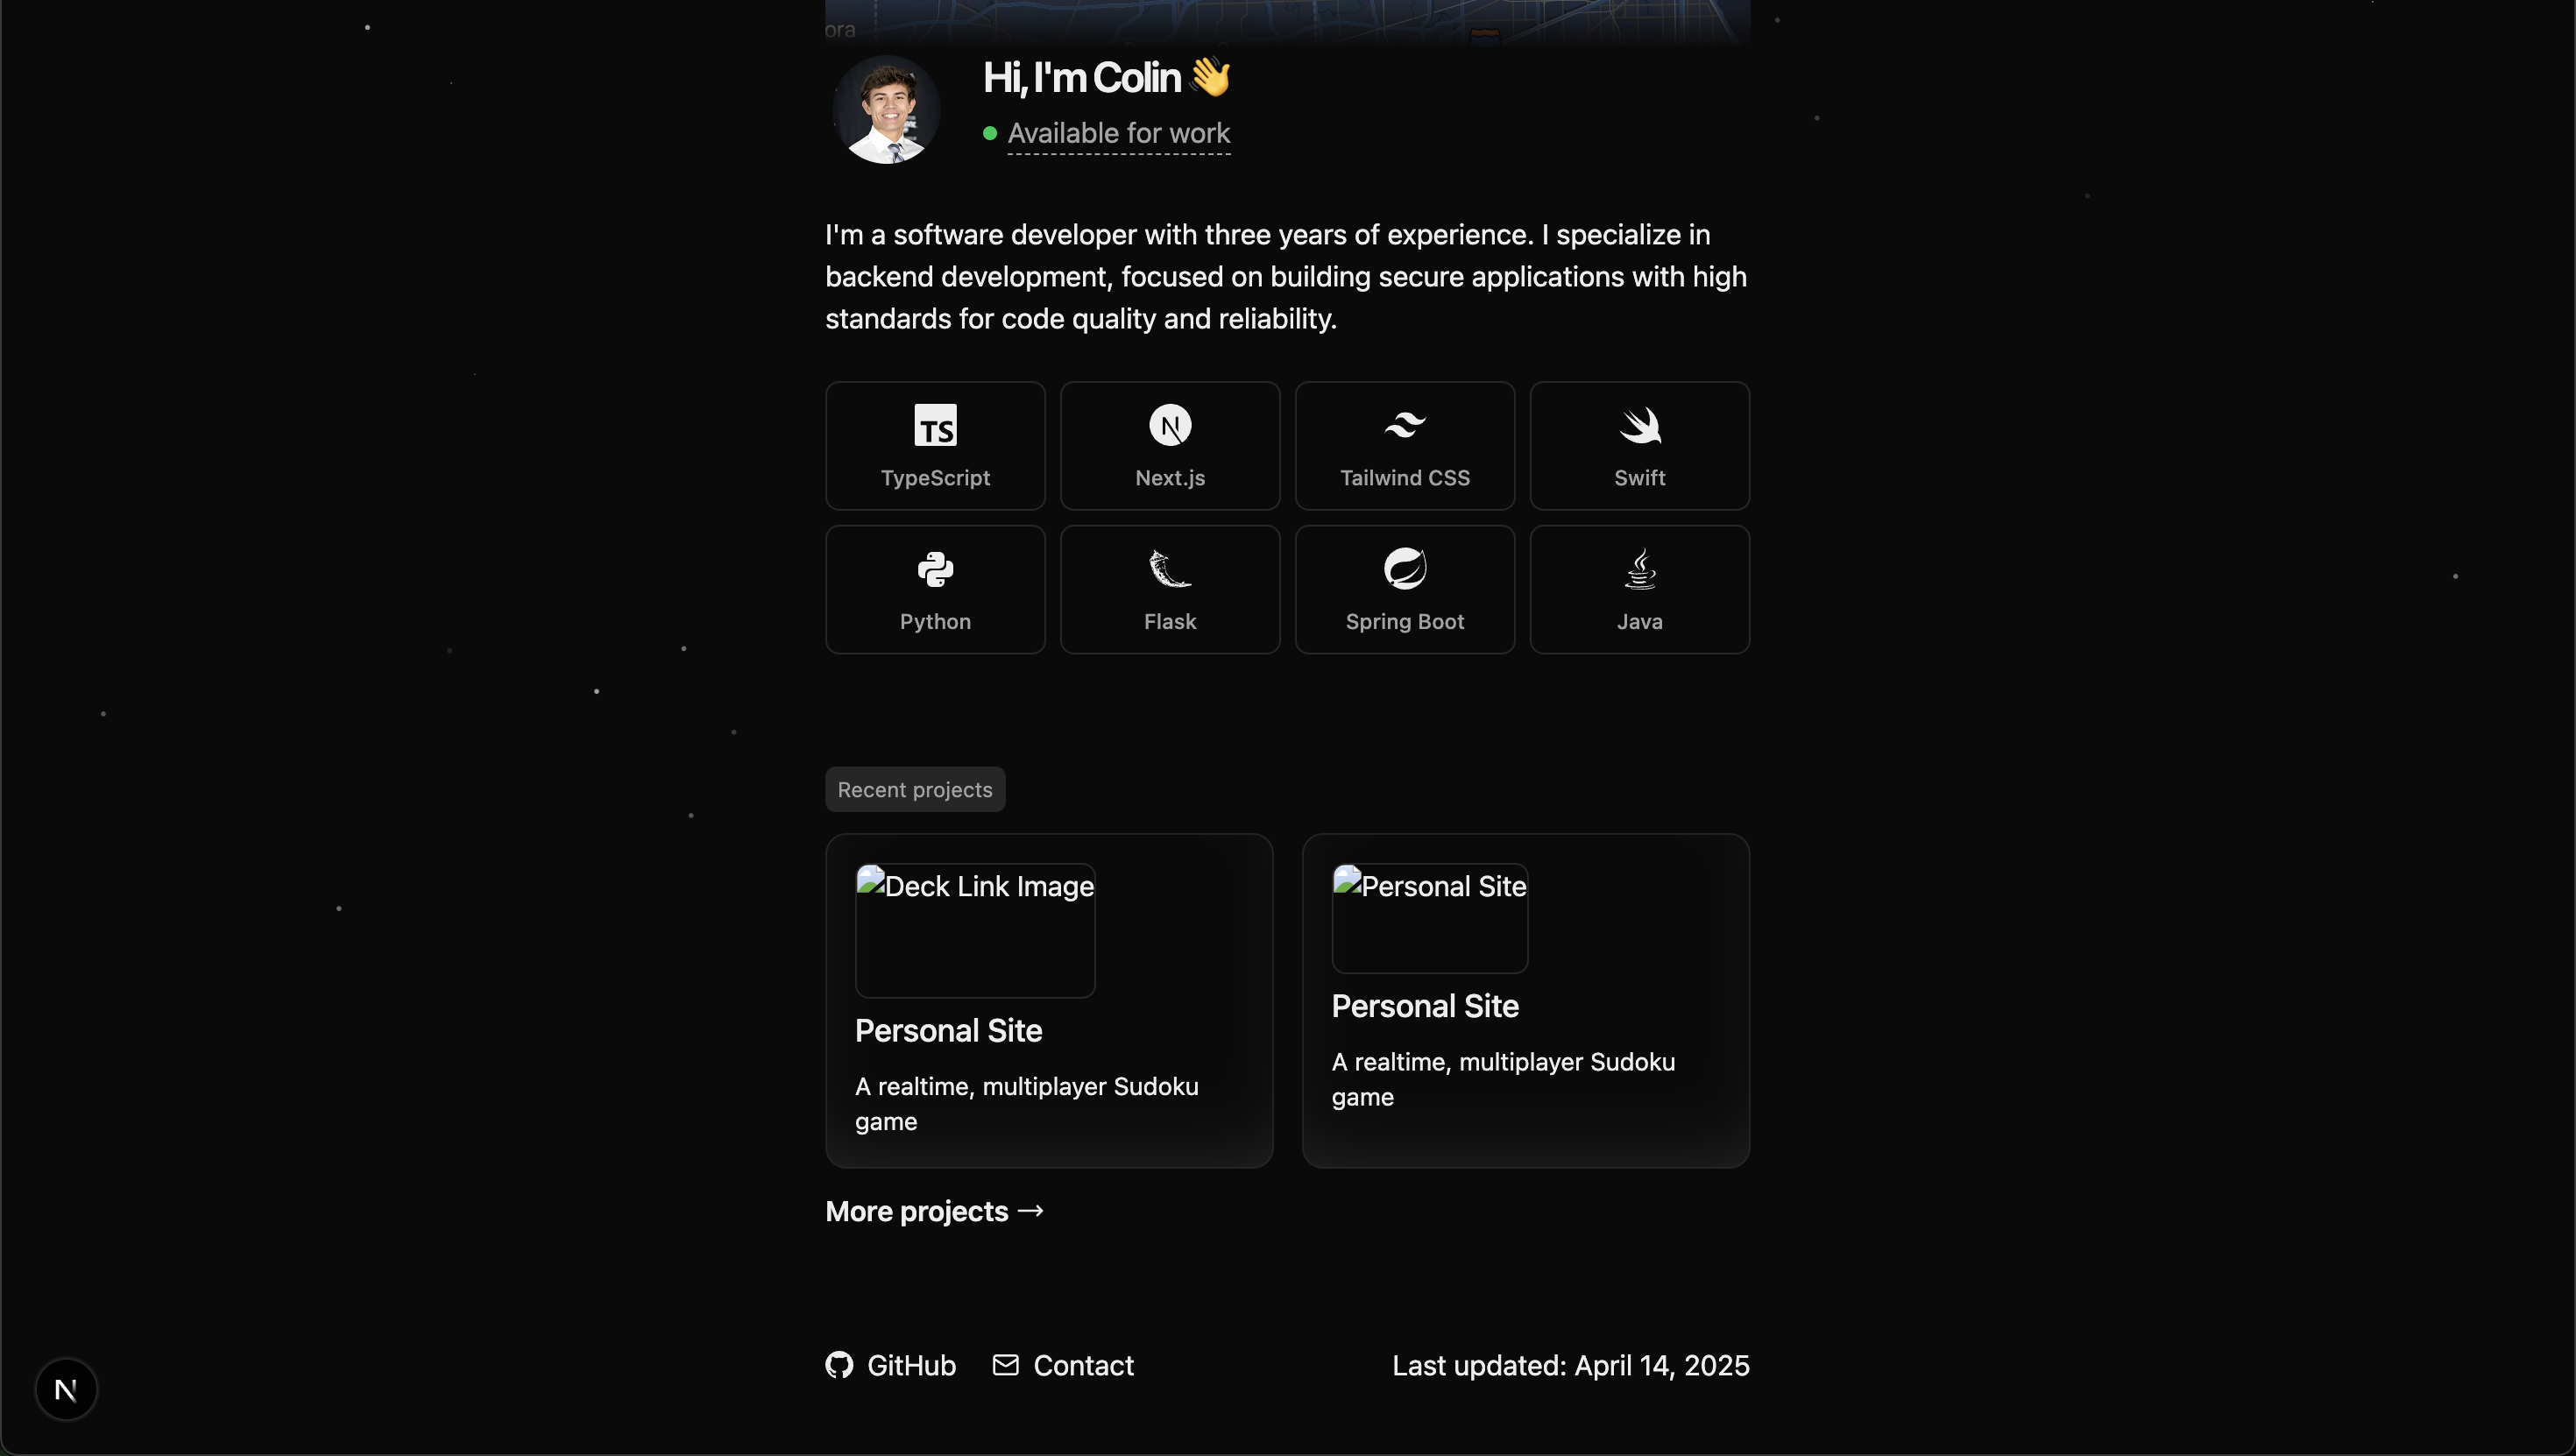 ora
Hi, I'm Colin 👋
Available for work
I'm a software developer with three years of experience. I specialize in
backend development, focused on building secure applications with high
standards for code quality and reliability.
TS
TypeScript
N
Next.js
Tailwind CSS
Swift
Python
Flask
Spring Boot
Java
Recent projects
Deck Link Image
Personal Site
A realtime, multiplayer Sudoku
game
Personal Site
Personal Site
A realtime, multiplayer Sudoku
game
More projects →
GitHub
Contact
Last updated: April 14, 2025
N